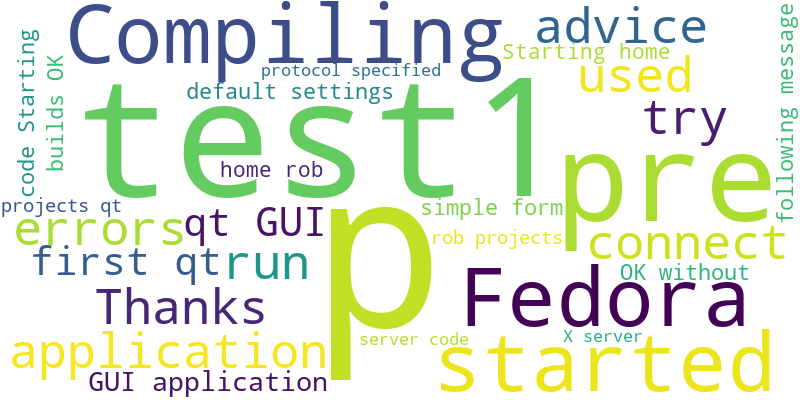 Compiling
advice
Starting home
protocol specified
used
default settings
code Starting
builds OK
following message
test1
try
pre
home rob
projects qt
simple form
qt GUI
errors
rob projects
connect
first qt
run
OK without
p
Fedora
Thanks
X server
server code
application
started
GUI application